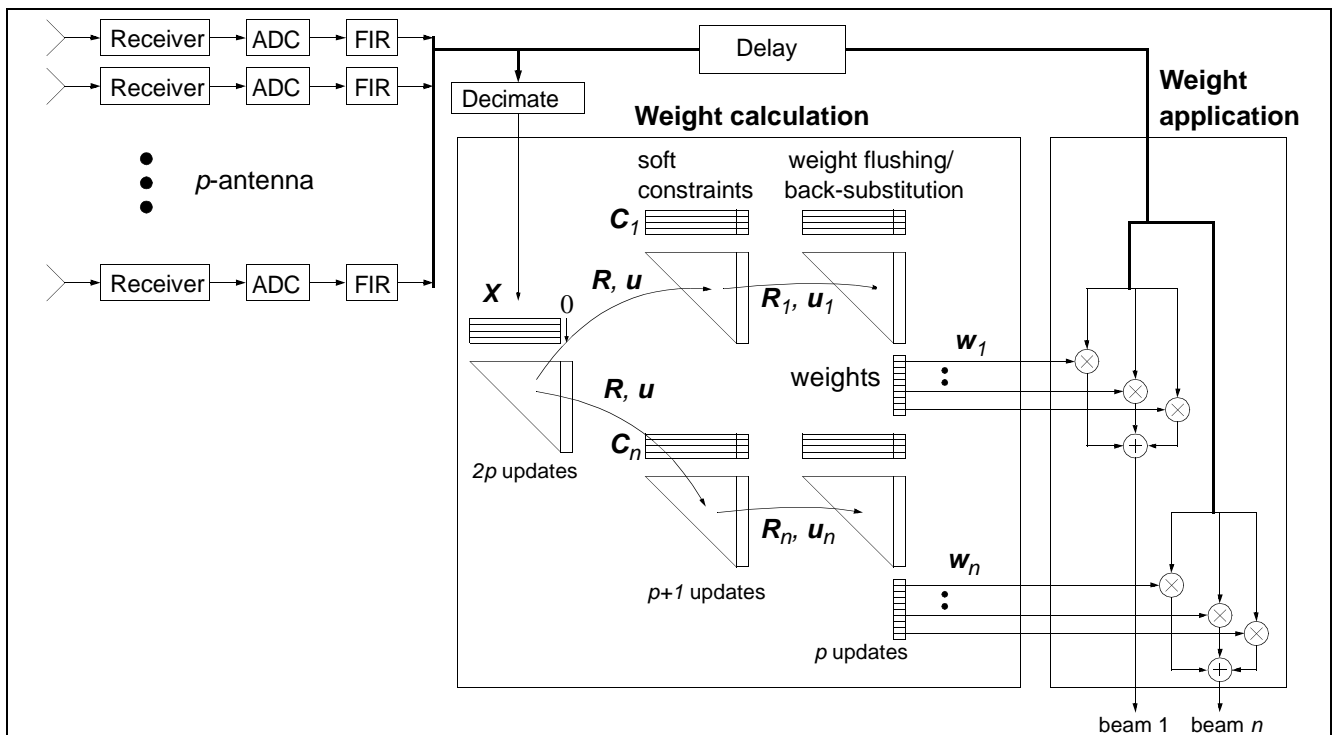 Receiver ADC FIR
Receiver ADC FIR
p-antenna
Receiver ADC FIR
Delay
Decimate
Weight calculation
Weight
application
soft
constraints
weight flushing/
back-substitution
C1
X
0
R, u
R1, u1
R, u
2p updates
weights
w1
Cn
Rn, un
p+1 updates
wn
p updates
beam 1 beam n